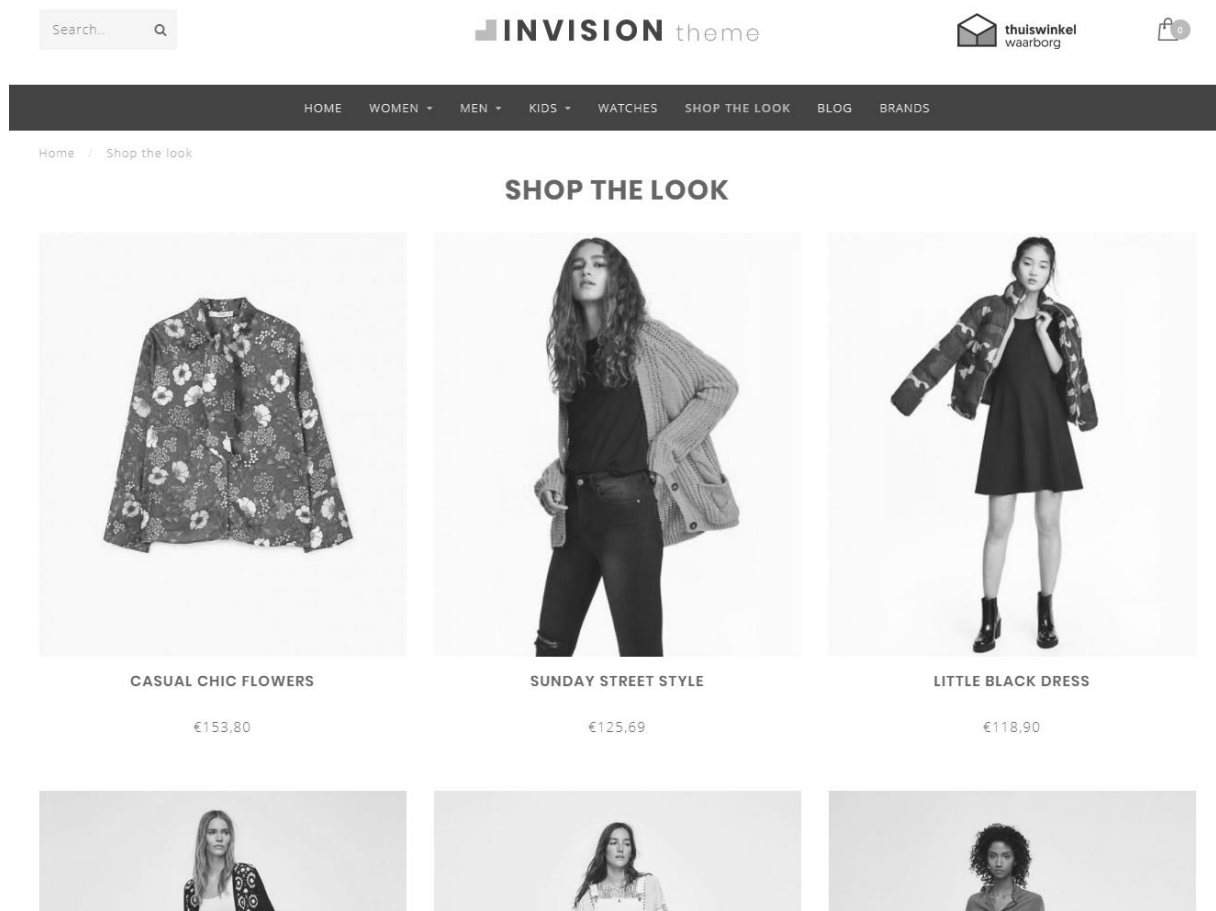 Search..
INVISION theme
thuiswinkel
waarborg
0
HOME WOMEN MEN KIDS WATCHES SHOP THE LOOK BLOG BRANDS
Home / Shop the look
SHOP THE LOOK
CASUAL CHIC FLOWERS SUNDAY STREET STYLE LITTLE BLACK DRESS
€153,80 €125,69 €118,90